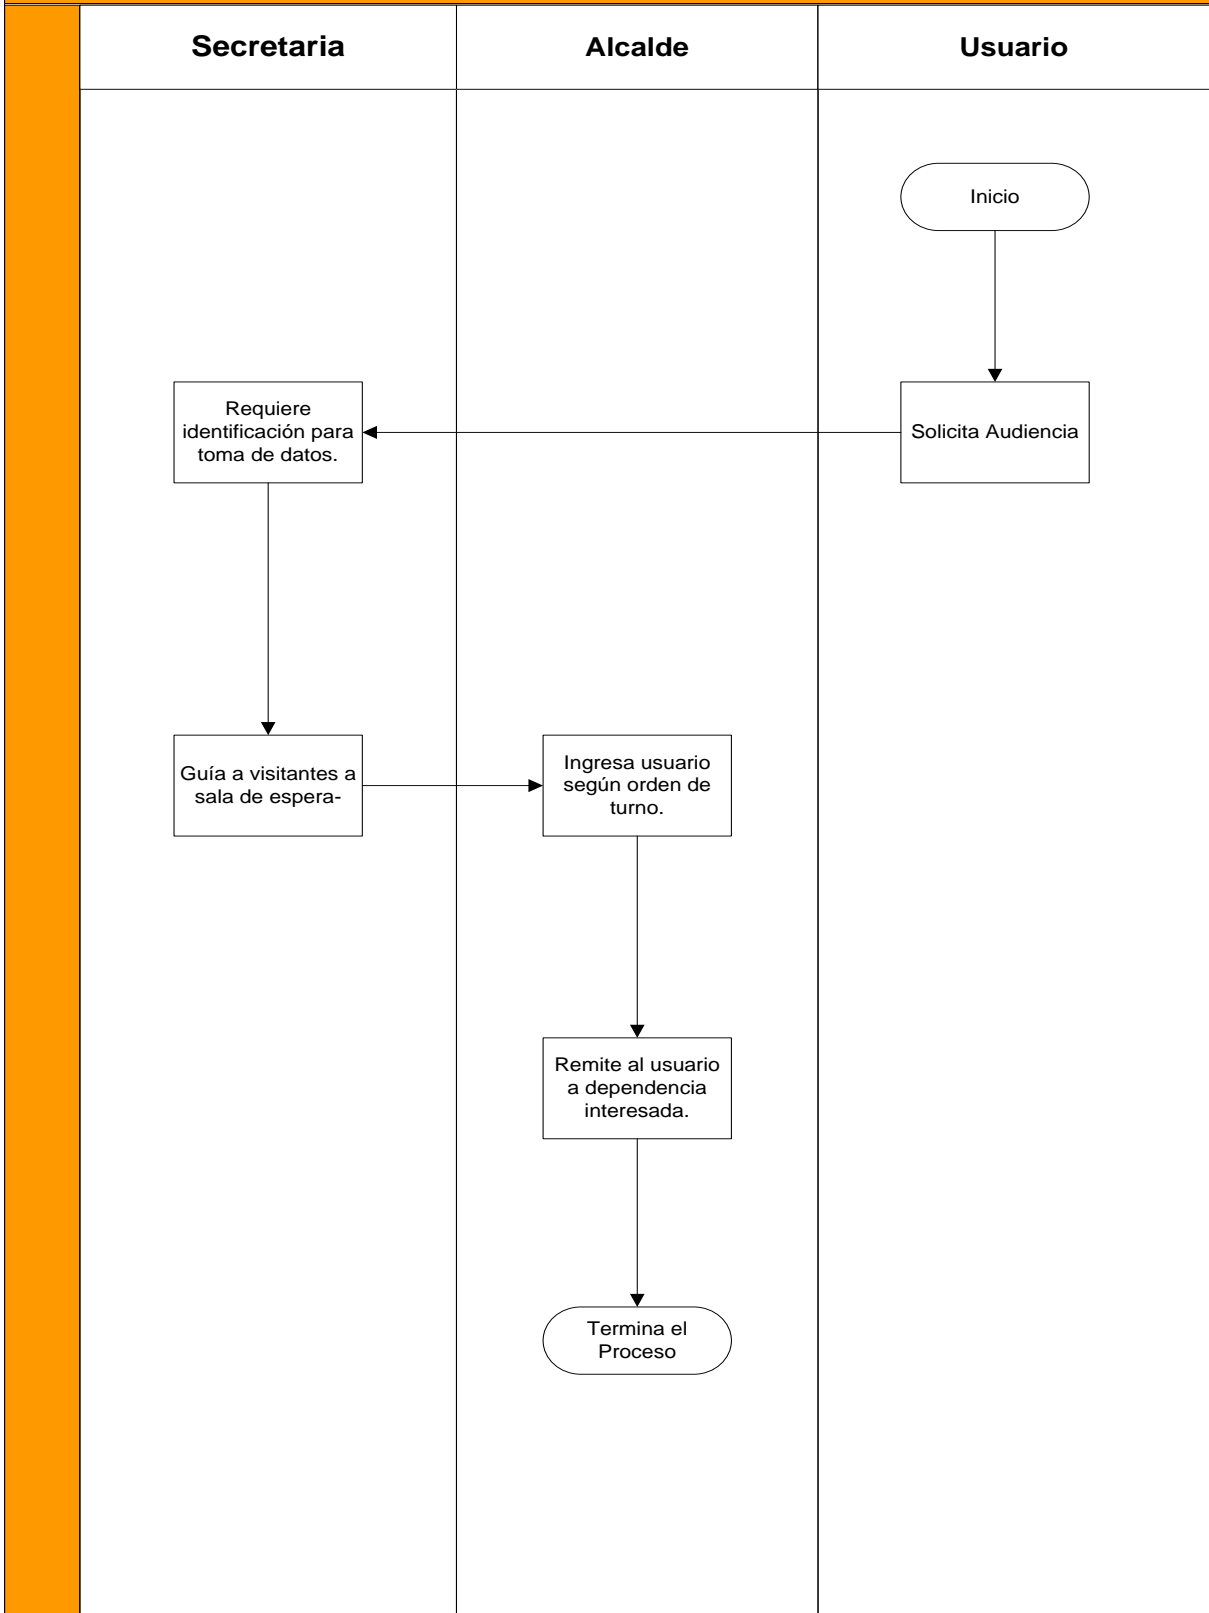 Secretaria
Alcalde
Usuario
Inicio
Requiere
identificación para
toma de datos.
Solicita Audiencia
Guía a visitantes a
sala de espera-
Ingresa usuario
según orden de
turno.
Remite al usuario
a dependencia
interesada.
Termina el
Proceso